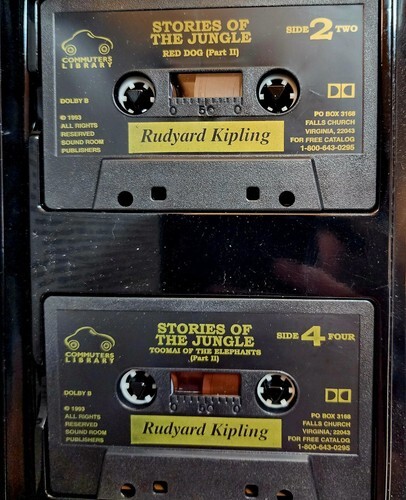 STORIES OF
THE JUNGLE
RED DOG (Part II)
SIDE 2 TWO
COMMUTERS
LIBRARY
DOLBY B
© 1993
ALL RIGHTS
RESERVED
SOUND ROOM
PUBLISHERS
0 50 0
Rudyard Kipling
PO BOX 3168
FALLS CHURCH
VIRGINIA, 22043
FOR FREE CATALOG
1-800-643-0295
STORIES OF
THE JUNGLE
TOOMAI OF THE ELEPHANTS
(Part II)
SIDE 4 FOUR
COMMUTERS
LIBRARY
DOLBY B
© 1993
ALL RIGHTS
RESERVED
SOUND ROOM
PUBLISHERS
Rudyard Kipling
PO BOX 3168
FALLS CHURCH
VIRGINIA, 22043
FOR FREE CATALOG
1-800-643-0295